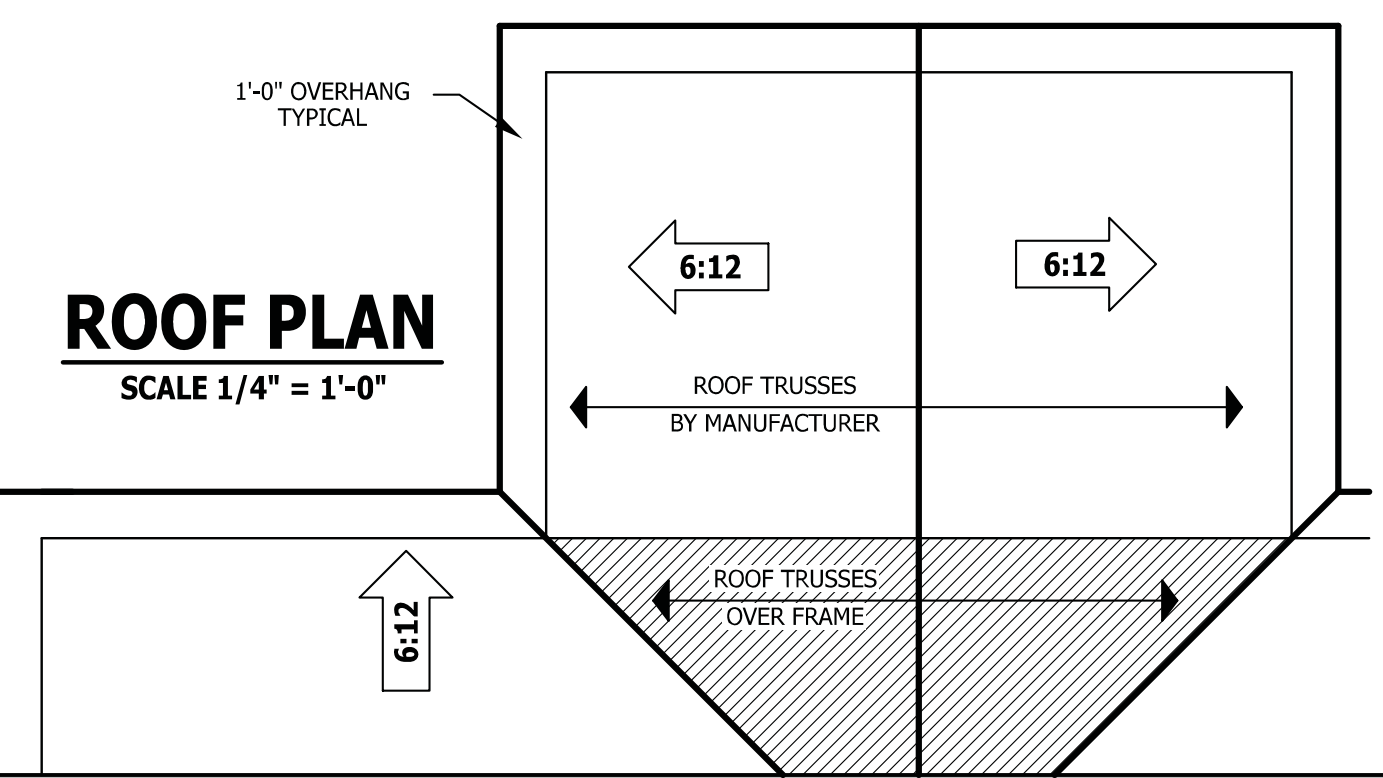 1'-0" OVERHANG
TYPICAL
6:12
6:12
ROOF PLAN
SCALE 1/4" = 1'-0"
ROOF TRUSSES
BY MANUFACTURER
ROOF TRUSSES
OVER FRAME
6:12